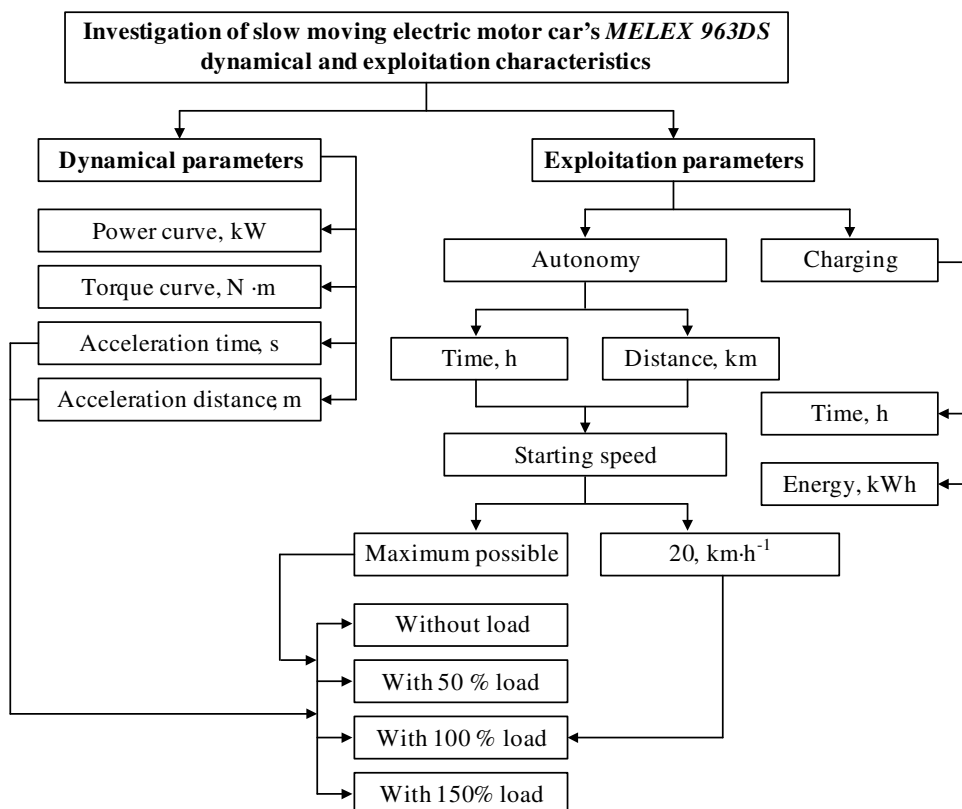 Investigation of slow moving electric motor car's MELEX 963DS
dynamical and exploitation characteristics
Dynamical parameters
Exploitation parameters
Power curve, kW
Torque curve, N ·m
Acceleration time, s
Acceleration distance, m
Autonomy
Charging
Time, h
Distance, km
Time, h
Energy, kWh
Starting speed
Maximum possible
20, km·h⁻¹
Without load
With 50 % load
With 100 % load
With 150% load